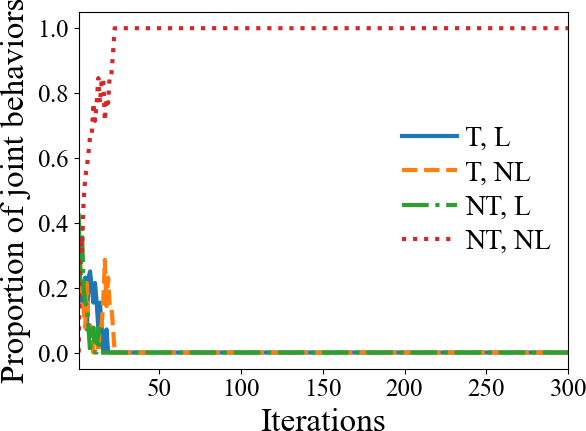 Proportion of joint behaviors
1.0
0.8
0.6
0.4
0.2
0.0
T, L
T, NL
NT, L
NT, NL
50
100
150
200
250
300
Iterations